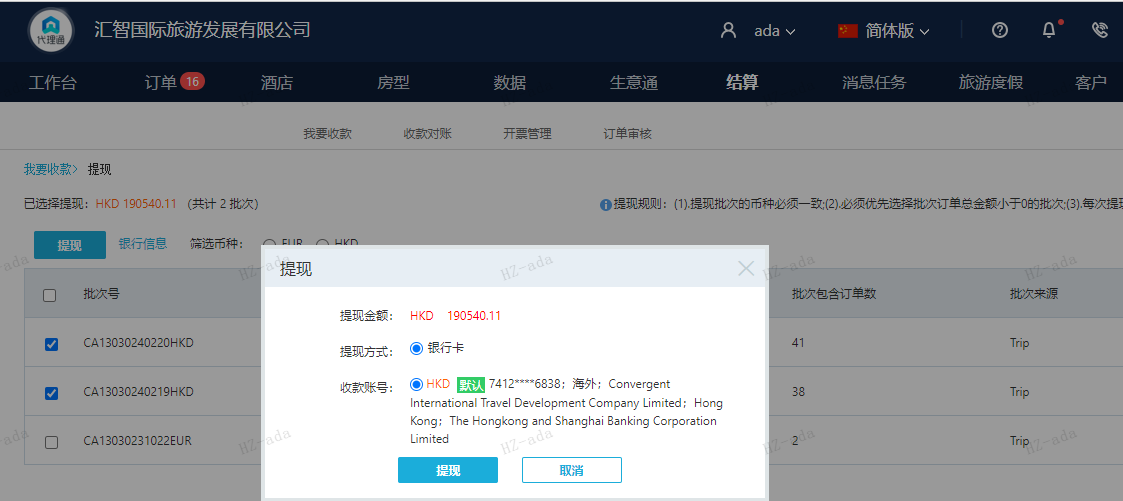 代理通 汇智国际旅游发展有限公司 ada 简体版
工作台 订单 16 酒店 房型 数据 生意通 结算 消息任务 旅游度假 客户
我要收款 收款对账 开票管理 订单审核
我要收款> 提现
已选择提现：HKD 190540.11 （共计 2 批次） 提现规则：(1).提现批次的币种必须一致;(2).必须优先选择批次订单总金额小于0的批次;(3).每次提现
提现 银行信息 筛选币种： EUR HKD
提现
批次号 批次包含订单数 批次来源
提现金额： HKD 190540.11
CA13030240220HKD 41 Trip
提现方式： 银行卡
收款账号： HKD 默认 7412****6838；海外；Convergent
CA13030240219HKD 38 Trip
International Travel Development Company Limited；Hong
Kong；The Hongkong and Shanghai Banking Corporation
Limited
CA13030231022EUR 2 Trip
提现 取消
HZ-ada
HZ-ada
HZ-ada
HZ-ada
HZ-ada
HZ-ada